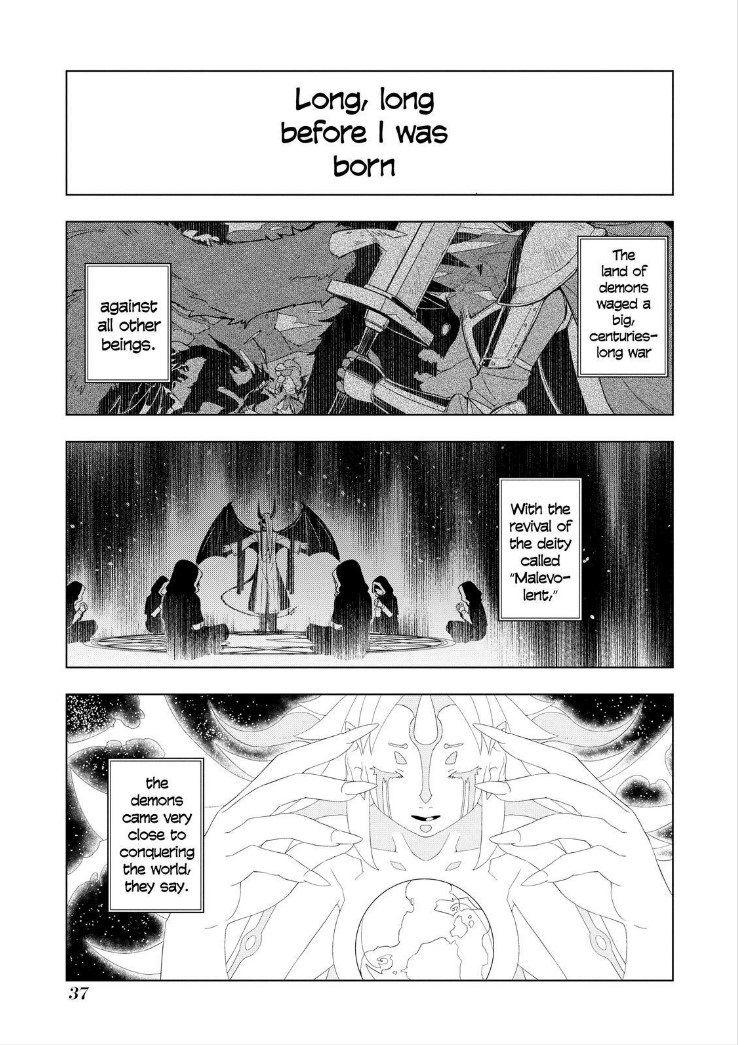 Long, long
before I was
born
The
land of
demons
waged a
big,
centuries-
long war
against
all other
beings.
With the
revival of
the deity
called
"Malevo-
lent,"
the
demons
came very
close to
conquering
the world,
they say.
37